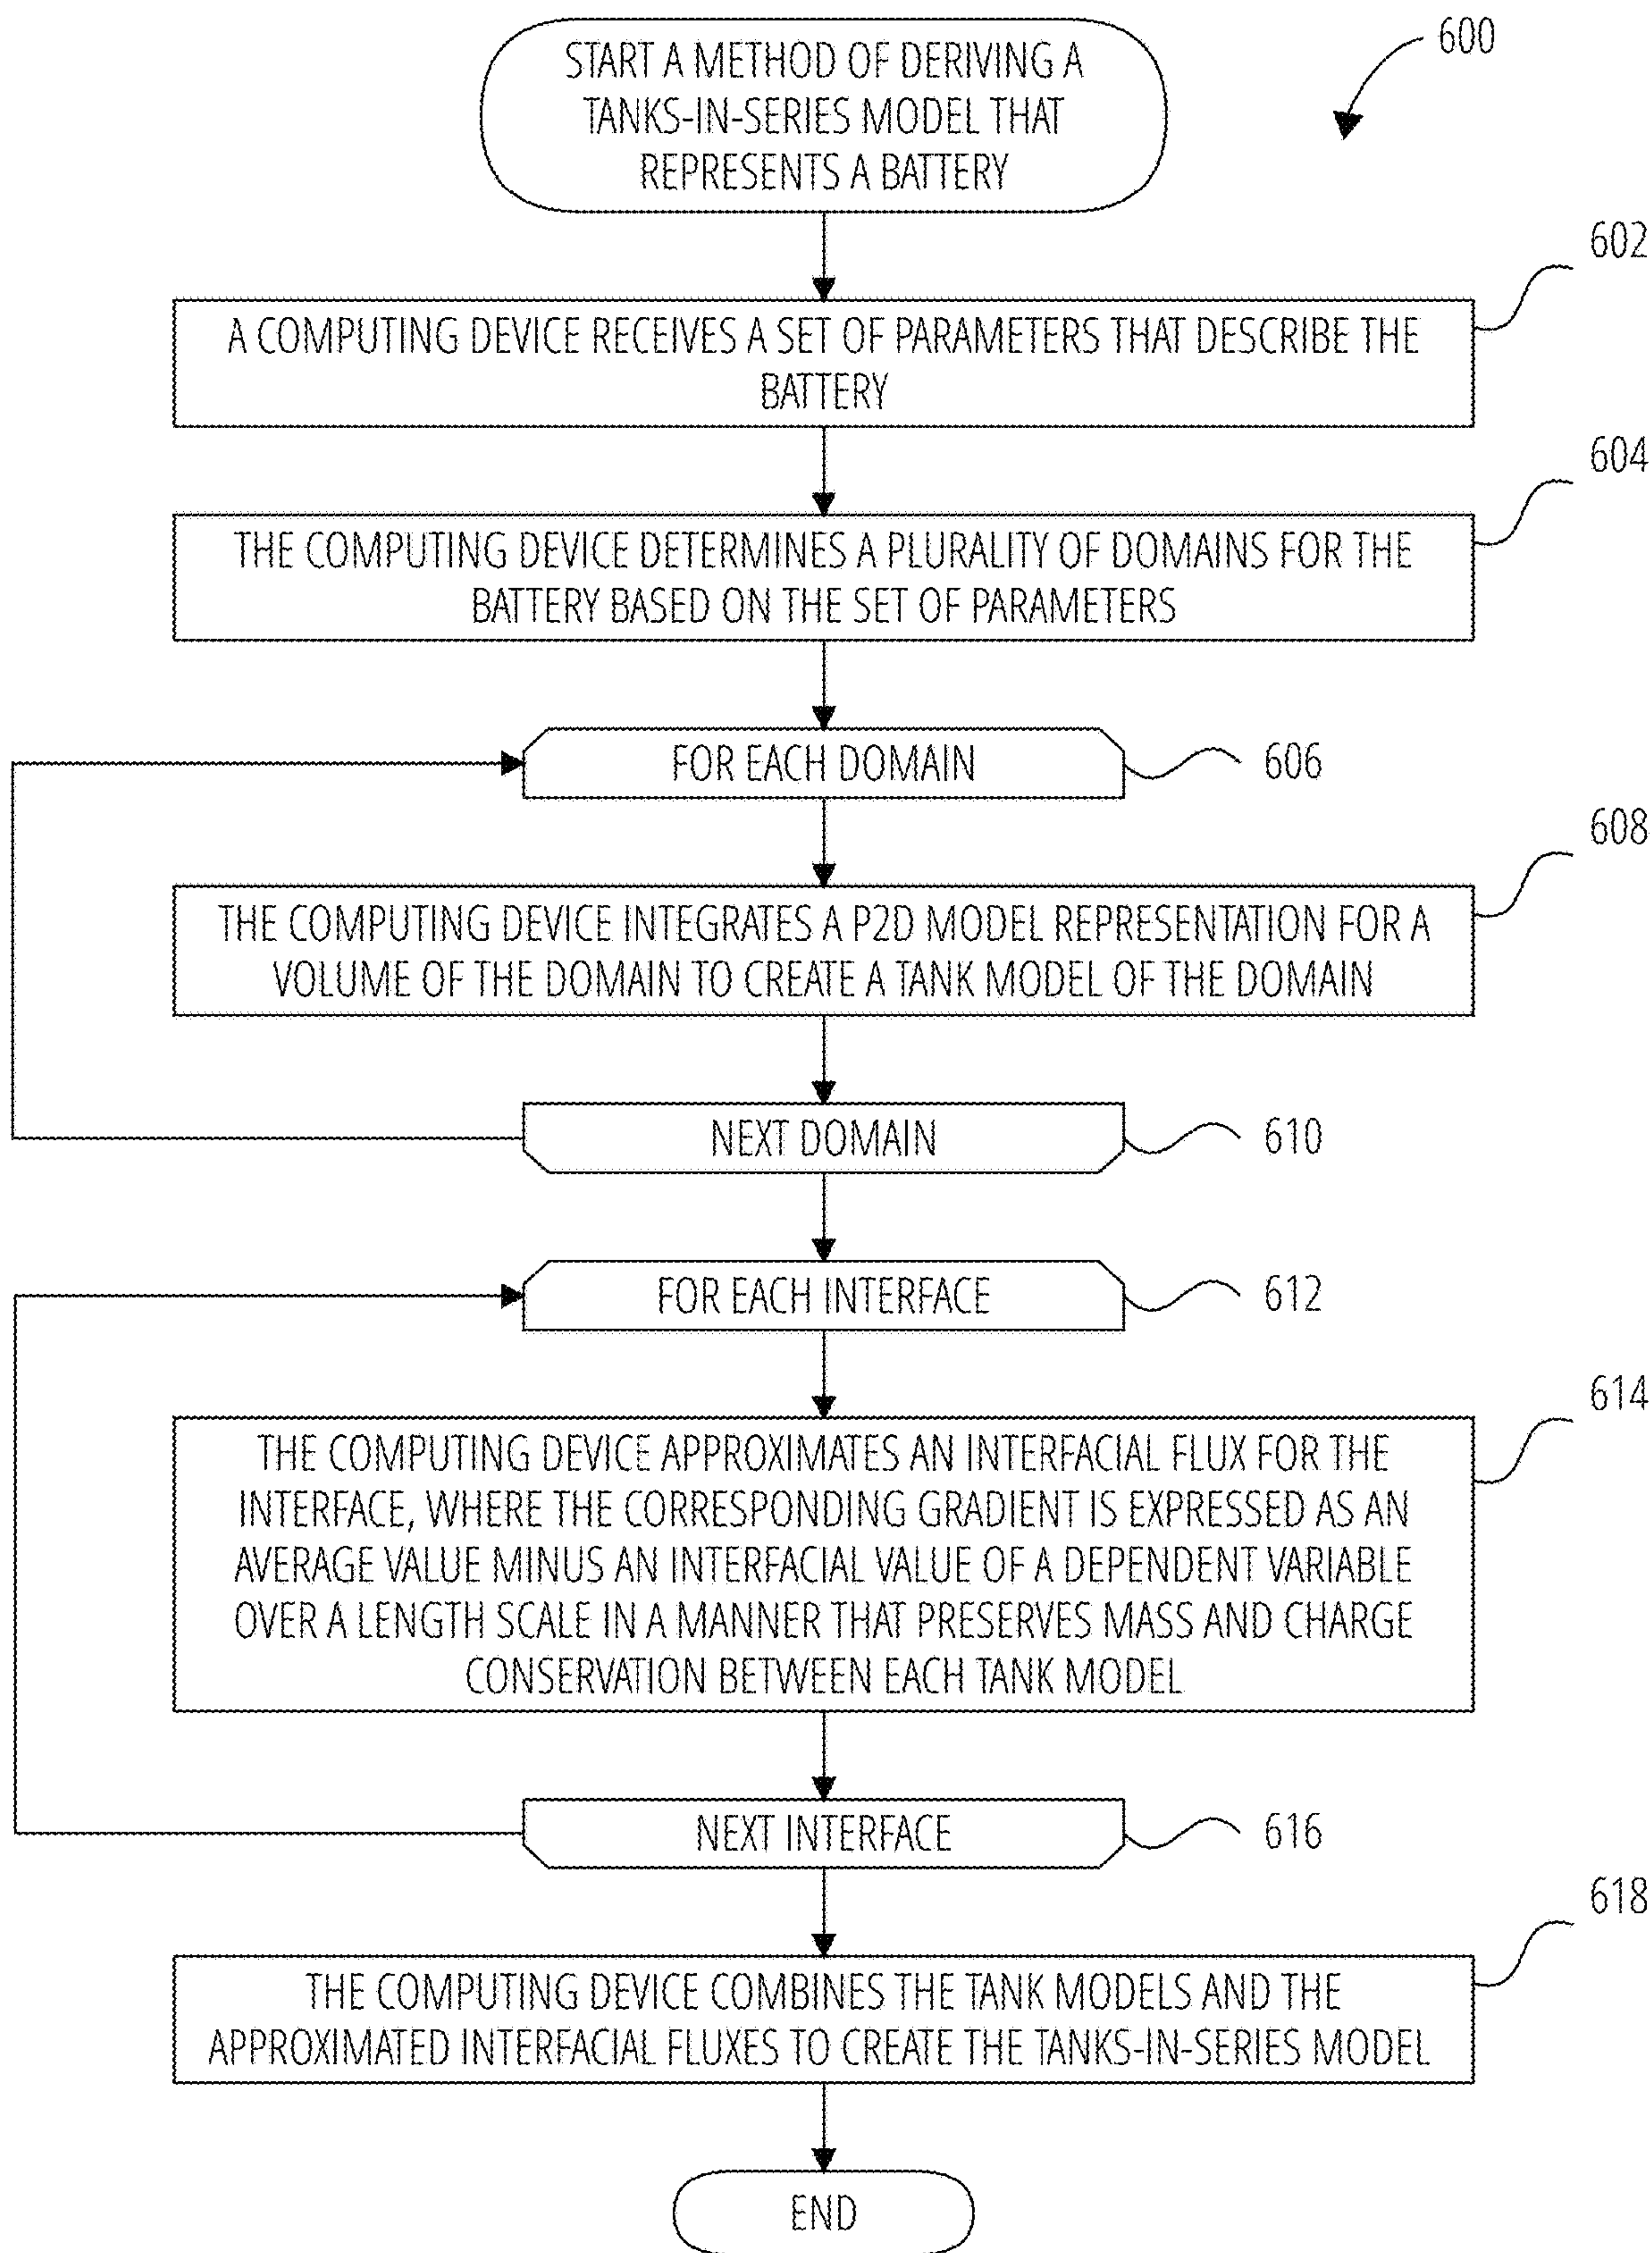 600
START A METHOD OF DERIVING A
TANKS-IN-SERIES MODEL THAT
REPRESENTS A BATTERY
602
A COMPUTING DEVICE RECEIVES A SET OF PARAMETERS THAT DESCRIBE THE
BATTERY
604
THE COMPUTING DEVICE DETERMINES A PLURALITY OF DOMAINS FOR THE
BATTERY BASED ON THE SET OF PARAMETERS
FOR EACH DOMAIN
606
608
THE COMPUTING DEVICE INTEGRATES A P2D MODEL REPRESENTATION FOR A
VOLUME OF THE DOMAIN TO CREATE A TANK MODEL OF THE DOMAIN
NEXT DOMAIN
610
FOR EACH INTERFACE
612
614
THE COMPUTING DEVICE APPROXIMATES AN INTERFACIAL FLUX FOR THE
INTERFACE, WHERE THE CORRESPONDING GRADIENT IS EXPRESSED AS AN
AVERAGE VALUE MINUS AN INTERFACIAL VALUE OF A DEPENDENT VARIABLE
OVER A LENGTH SCALE IN A MANNER THAT PRESERVES MASS AND CHARGE
CONSERVATION BETWEEN EACH TANK MODEL
NEXT INTERFACE
616
618
THE COMPUTING DEVICE COMBINES THE TANK MODELS AND THE
APPROXIMATED INTERFACIAL FLUXES TO CREATE THE TANKS-IN-SERIES MODEL
END